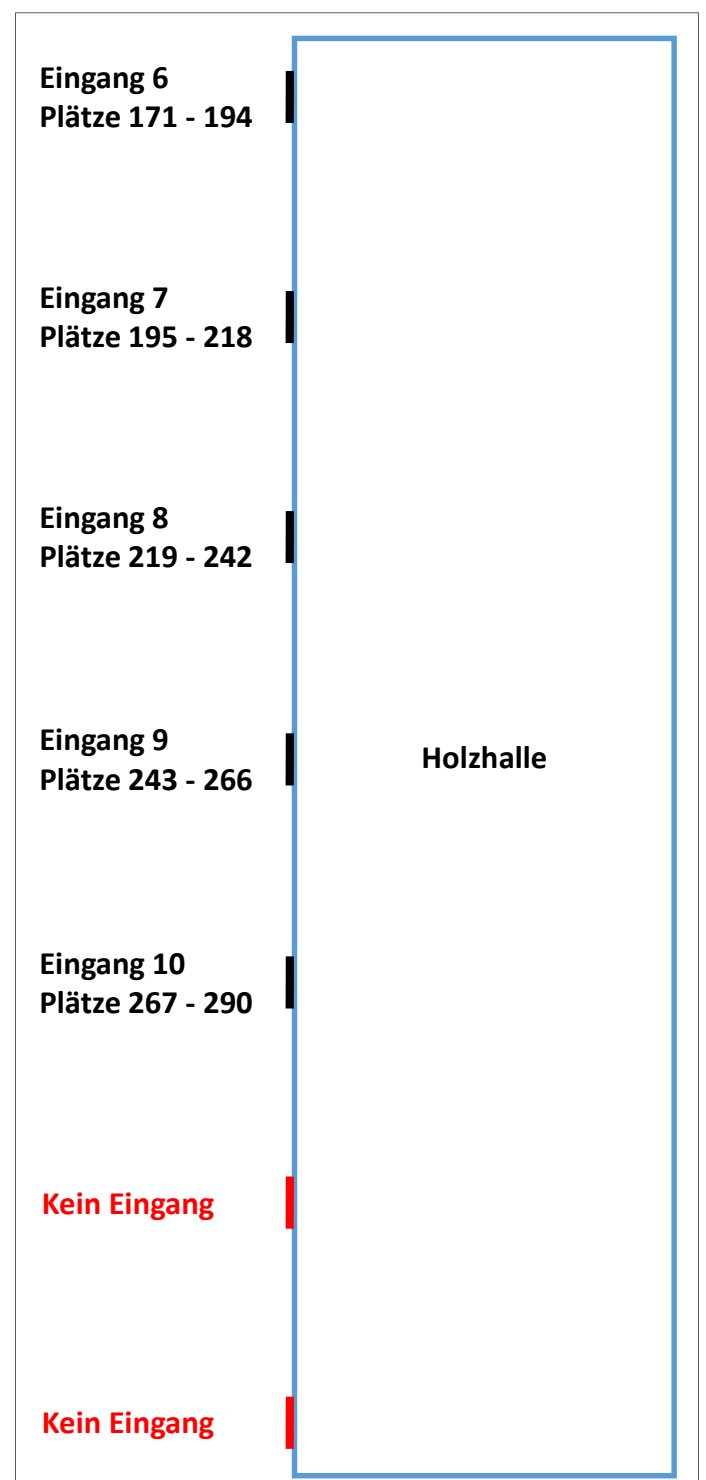 Eingang 6
Plätze 171 - 194
Eingang 7
Plätze 195 - 218
Eingang 8
Plätze 219 - 242
Eingang 9
Plätze 243 - 266
Holzhalle
Eingang 10
Plätze 267 - 290
Kein Eingang
Kein Eingang